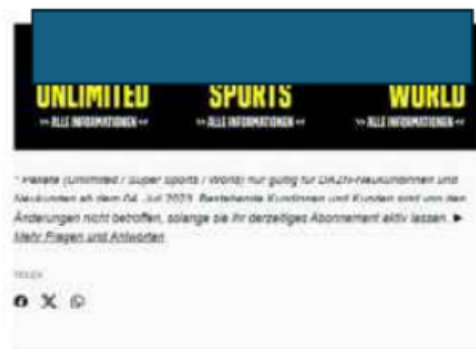 UNLIMITED SPORTS WORLD
>> ALLE INFORMATIONEN << >> ALLE INFORMATIONEN << >> ALLE INFORMATIONEN <<
* Pakete (Unlimited / Super Sports / World) nur gültig für DAZN-Neukundinnen und
Neukunden ab dem 04. Juli 2023. Bestehende Kundinnen und Kunden sind von den
Änderungen nicht betroffen, solange sie ihr derzeitiges Abonnement aktiv lassen. ►
Mehr Fragen und Antworten
TEILEN